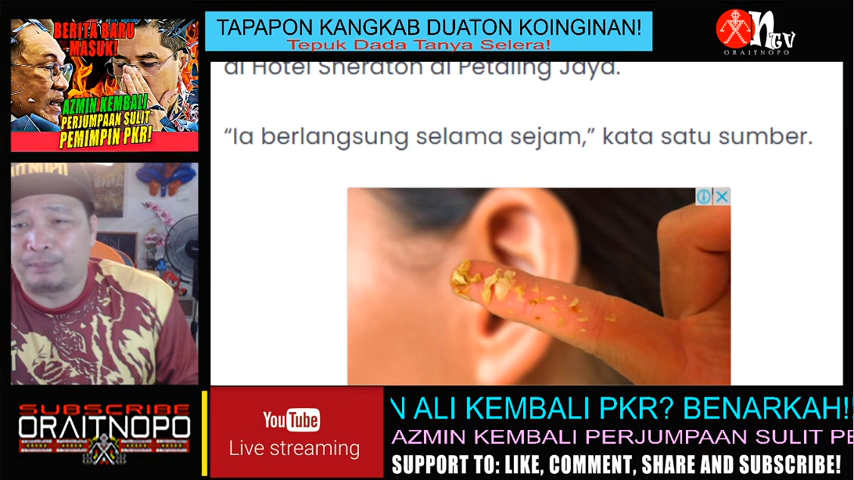 BERITA BARU
MASUK!
AZMIN KEMBALI
PERJUMPAAN SULIT
PEMIMPIN PKR!
TAPAPON KANGKAB DUATON KOINGINAN!
Tepuk Dada Tanya Selera!
ntv
ORAITNOPO
di Hotel Sheraton di Petaling Jaya.
“Ia berlangsung selama sejam,” kata satu sumber.
SUBSCRIBE
ORAITNOPO
YouTube
Live streaming
N ALI KEMBALI PKR? BENARKAH!!
AZMIN KEMBALI PERJUMPAAN SULIT PE
SUPPORT TO: LIKE, COMMENT, SHARE AND SUBSCRIBE!